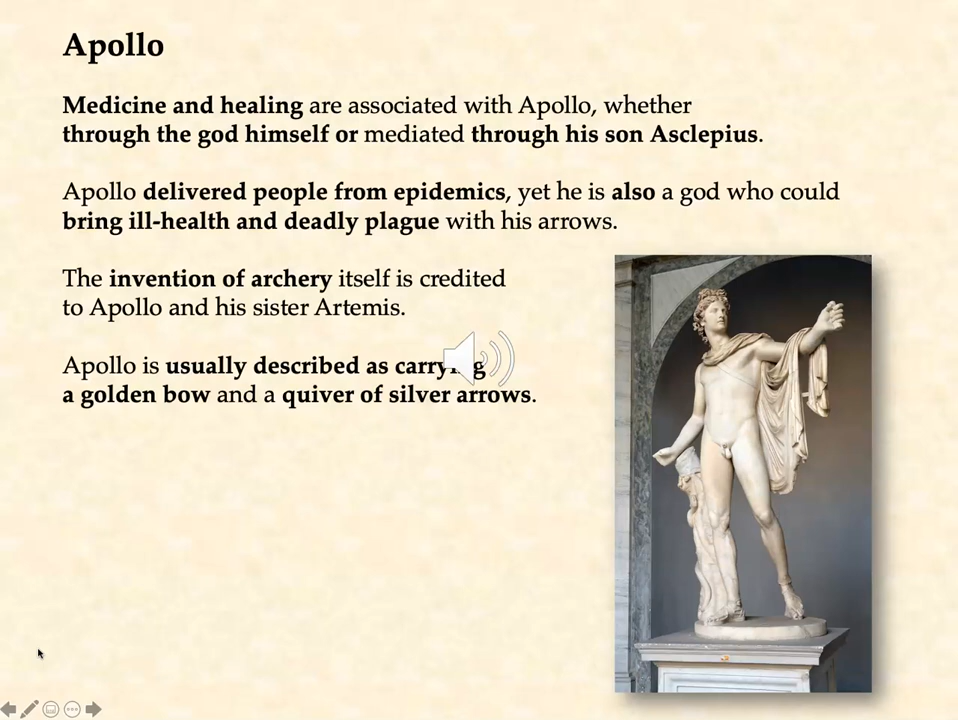 Apollo
Medicine and healing are associated with Apollo, whether
through the god himself or mediated through his son Asclepius.
Apollo delivered people from epidemics, yet he is also a god who could
bring ill-health and deadly plague with his arrows.
The invention of archery itself is credited
to Apollo and his sister Artemis.
Apollo is usually described as carrying
a golden bow and a quiver of silver arrows.